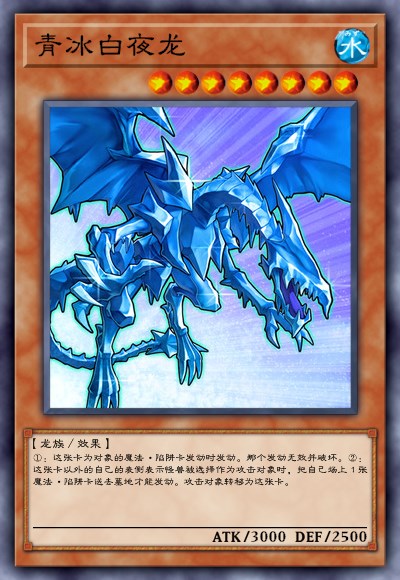 青冰白夜龙
水
【龙族／效果】
①：这张卡为对象的魔法·陷阱卡发动时发动。那个发动无效并破坏。②：
这张卡以外的自己的表侧表示怪兽被选择作为攻击对象时，把自己场上1张
魔法·陷阱卡送去墓地才能发动。攻击对象转移为这张卡。
ATK/3000 DEF/2500